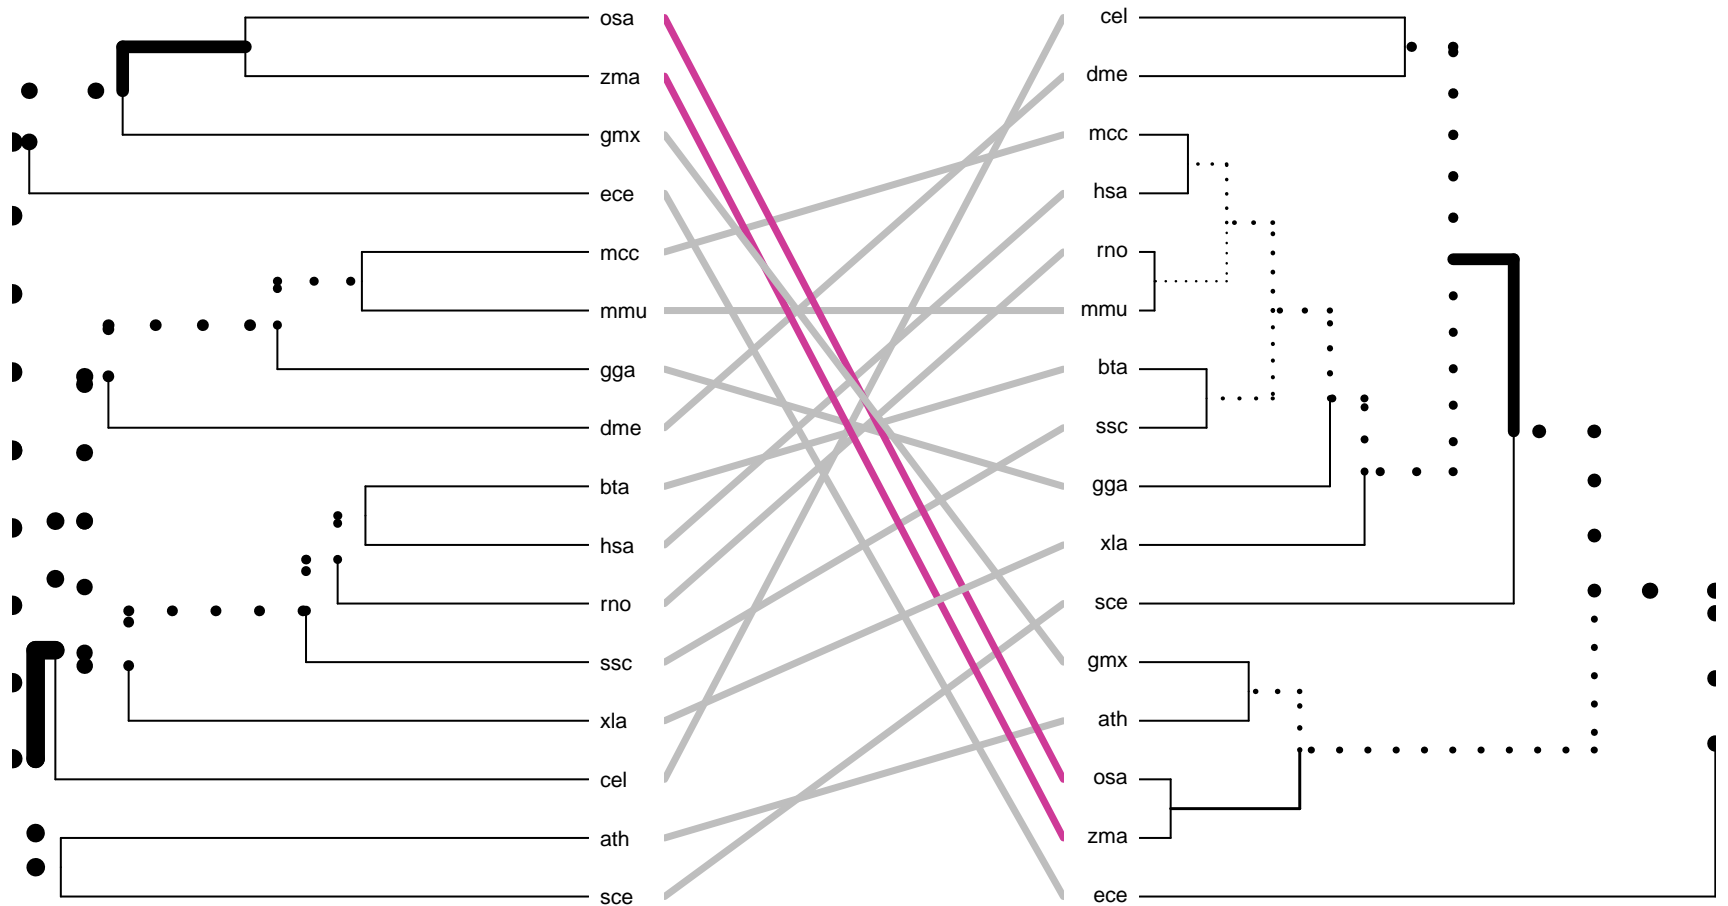 osa
zma
gmx
ece
mcc
mmu
gga
dme
bta
hsa
rno
ssc
xla
cel
ath
sce
cel
dme
mcc
hsa
rno
mmu
bta
ssc
gga
xla
sce
gmx
ath
osa
zma
ece